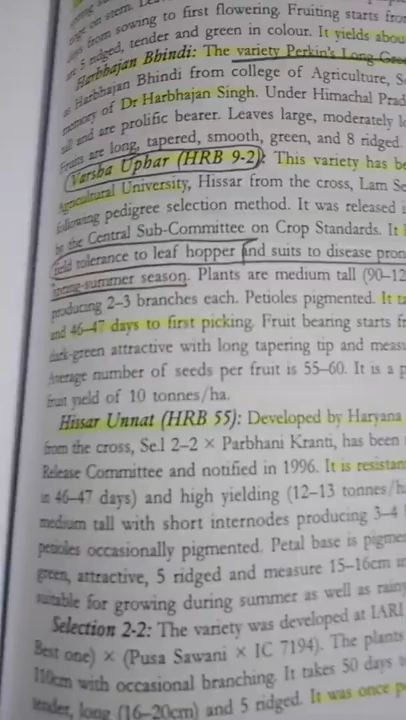 on stem.
from sowing to first flowering. Fruiting starts from
5 ridged, tender and green in colour. It yields about
Harbhajan Bhindi: The variety Perkin's Long Green
Harbhajan Bhindi from college of Agriculture, S
memory of Dr Harbhajan Singh. Under Himachal Prad
and are prolific bearer. Leaves large, moderately l
Fruits are long, tapered, smooth, green, and 8 ridged.
Varsha Uphar (HRB 9-2): This variety has be
Agricultural University, Hissar from the cross, Lam Se
following pedigree selection method. It was released i
by the Central Sub-Committee on Crop Standards. It
field tolerance to leaf hopper and suits to disease pron
spring-summer season. Plants are medium tall (90–12
producing 2–3 branches each. Petioles pigmented. It ta
and 46–47 days to first picking. Fruit bearing starts fr
dark-green attractive with long tapering tip and measu
Average number of seeds per fruit is 55–60. It is a p
fruit yield of 10 tonnes/ha.
Hissar Unnat (HRB 55): Developed by Haryana
from the cross, Se.l 2–2 × Parbhani Kranti, has been
Release Committee and notified in 1996. It is resistan
in 46–47 days) and high yielding (12–13 tonnes/h
medium tall with short internodes producing 3–4
petioles occasionally pigmented. Petal base is pigme
green, attractive, 5 ridged and measure 15–16cm
suitable for growing during summer as well as rain
Selection 2-2: The variety was developed at IARI
Best one) × (Pusa Sawani × IC 7194). The plants
110cm with occasional branching. It takes 50 days
tender, long (16–20cm) and 5 ridged. It was once p